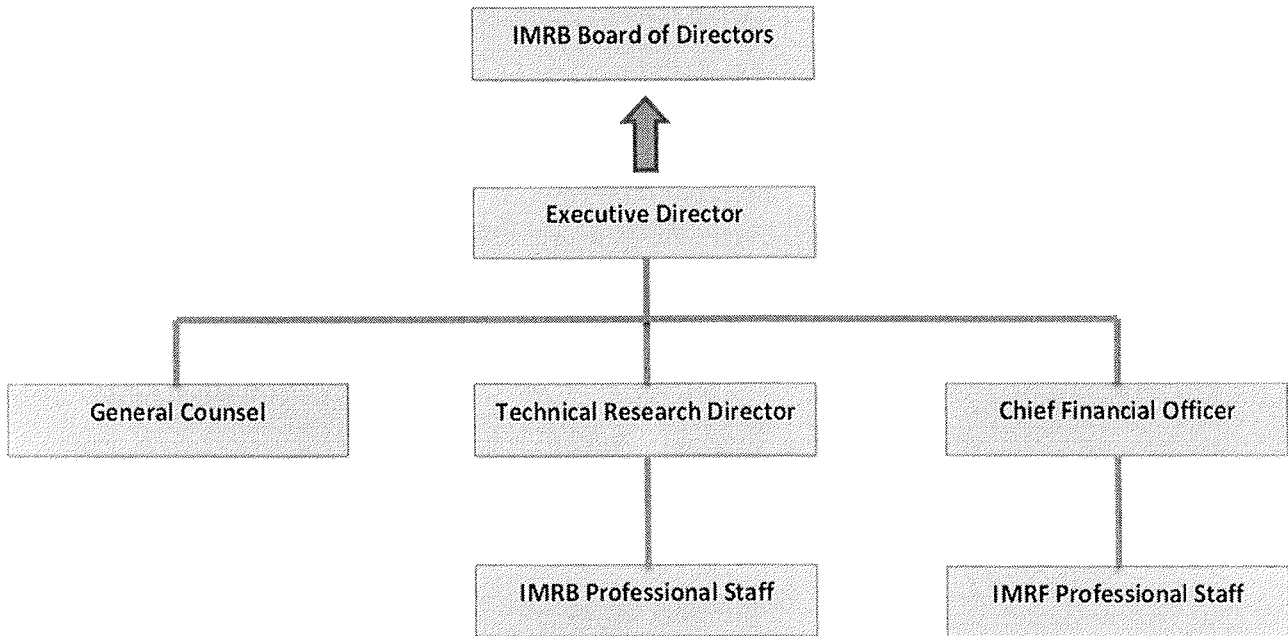 IMRB Board of Directors
Executive Director
General Counsel
Technical Research Director
Chief Financial Officer
IMRB Professional Staff
IMRF Professional Staff